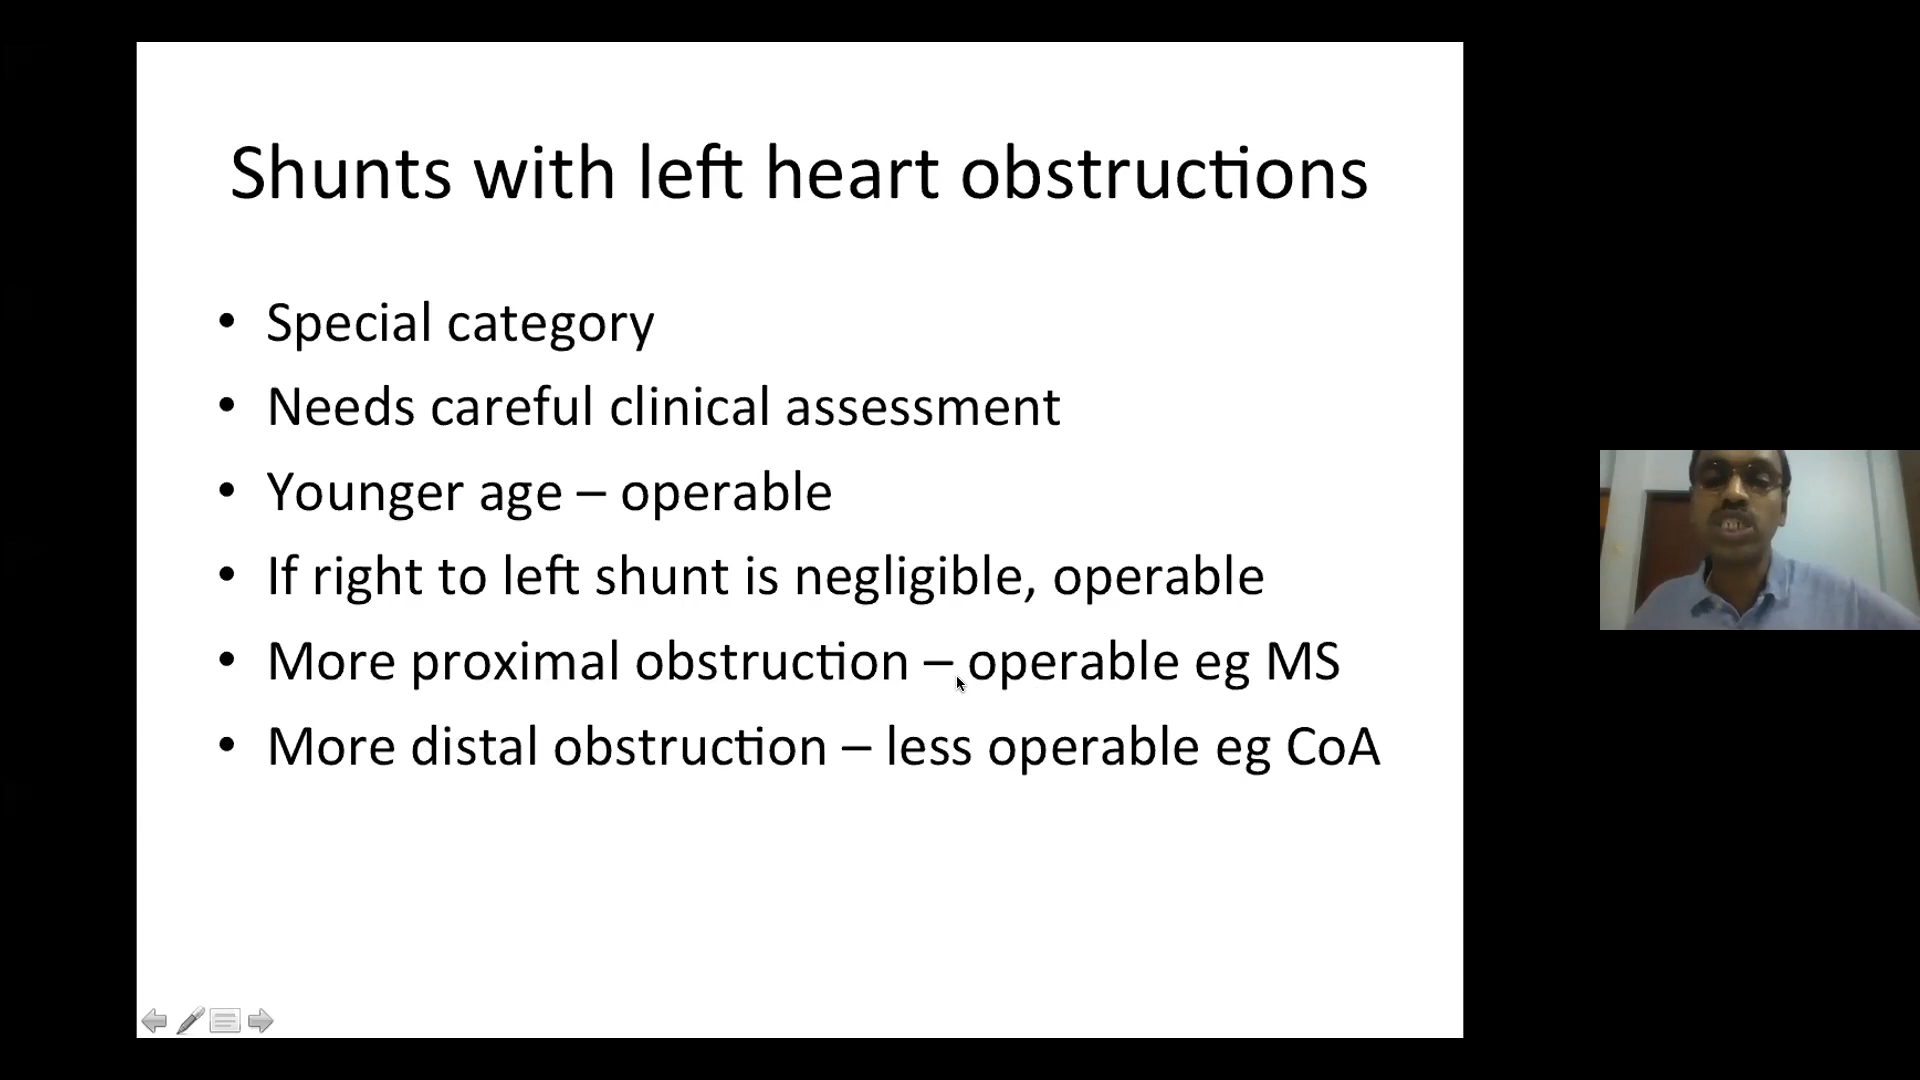 Shunts with left heart obstructions
• Special category
• Needs careful clinical assessment
• Younger age – operable
• If right to left shunt is negligible, operable
• More proximal obstruction – operable eg MS
• More distal obstruction – less operable eg CoA